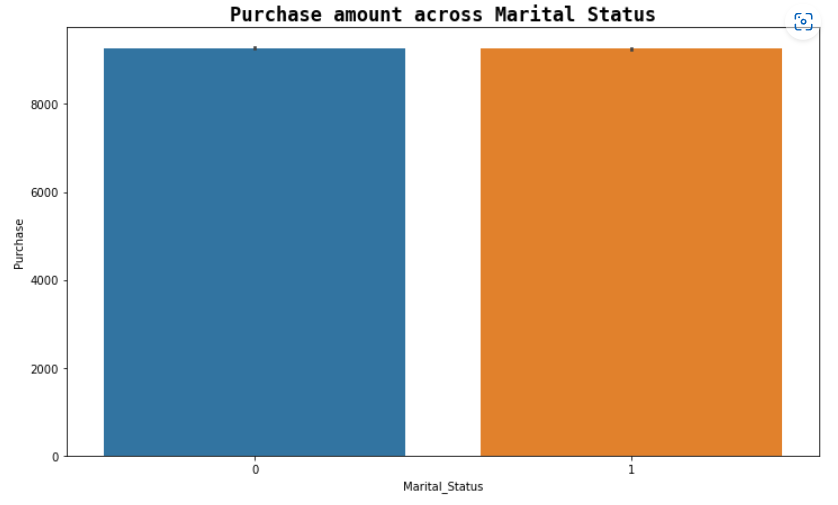 Purchase amount across Marital Status
Purchase
8000
6000
4000
2000
0
0 1
Marital_Status